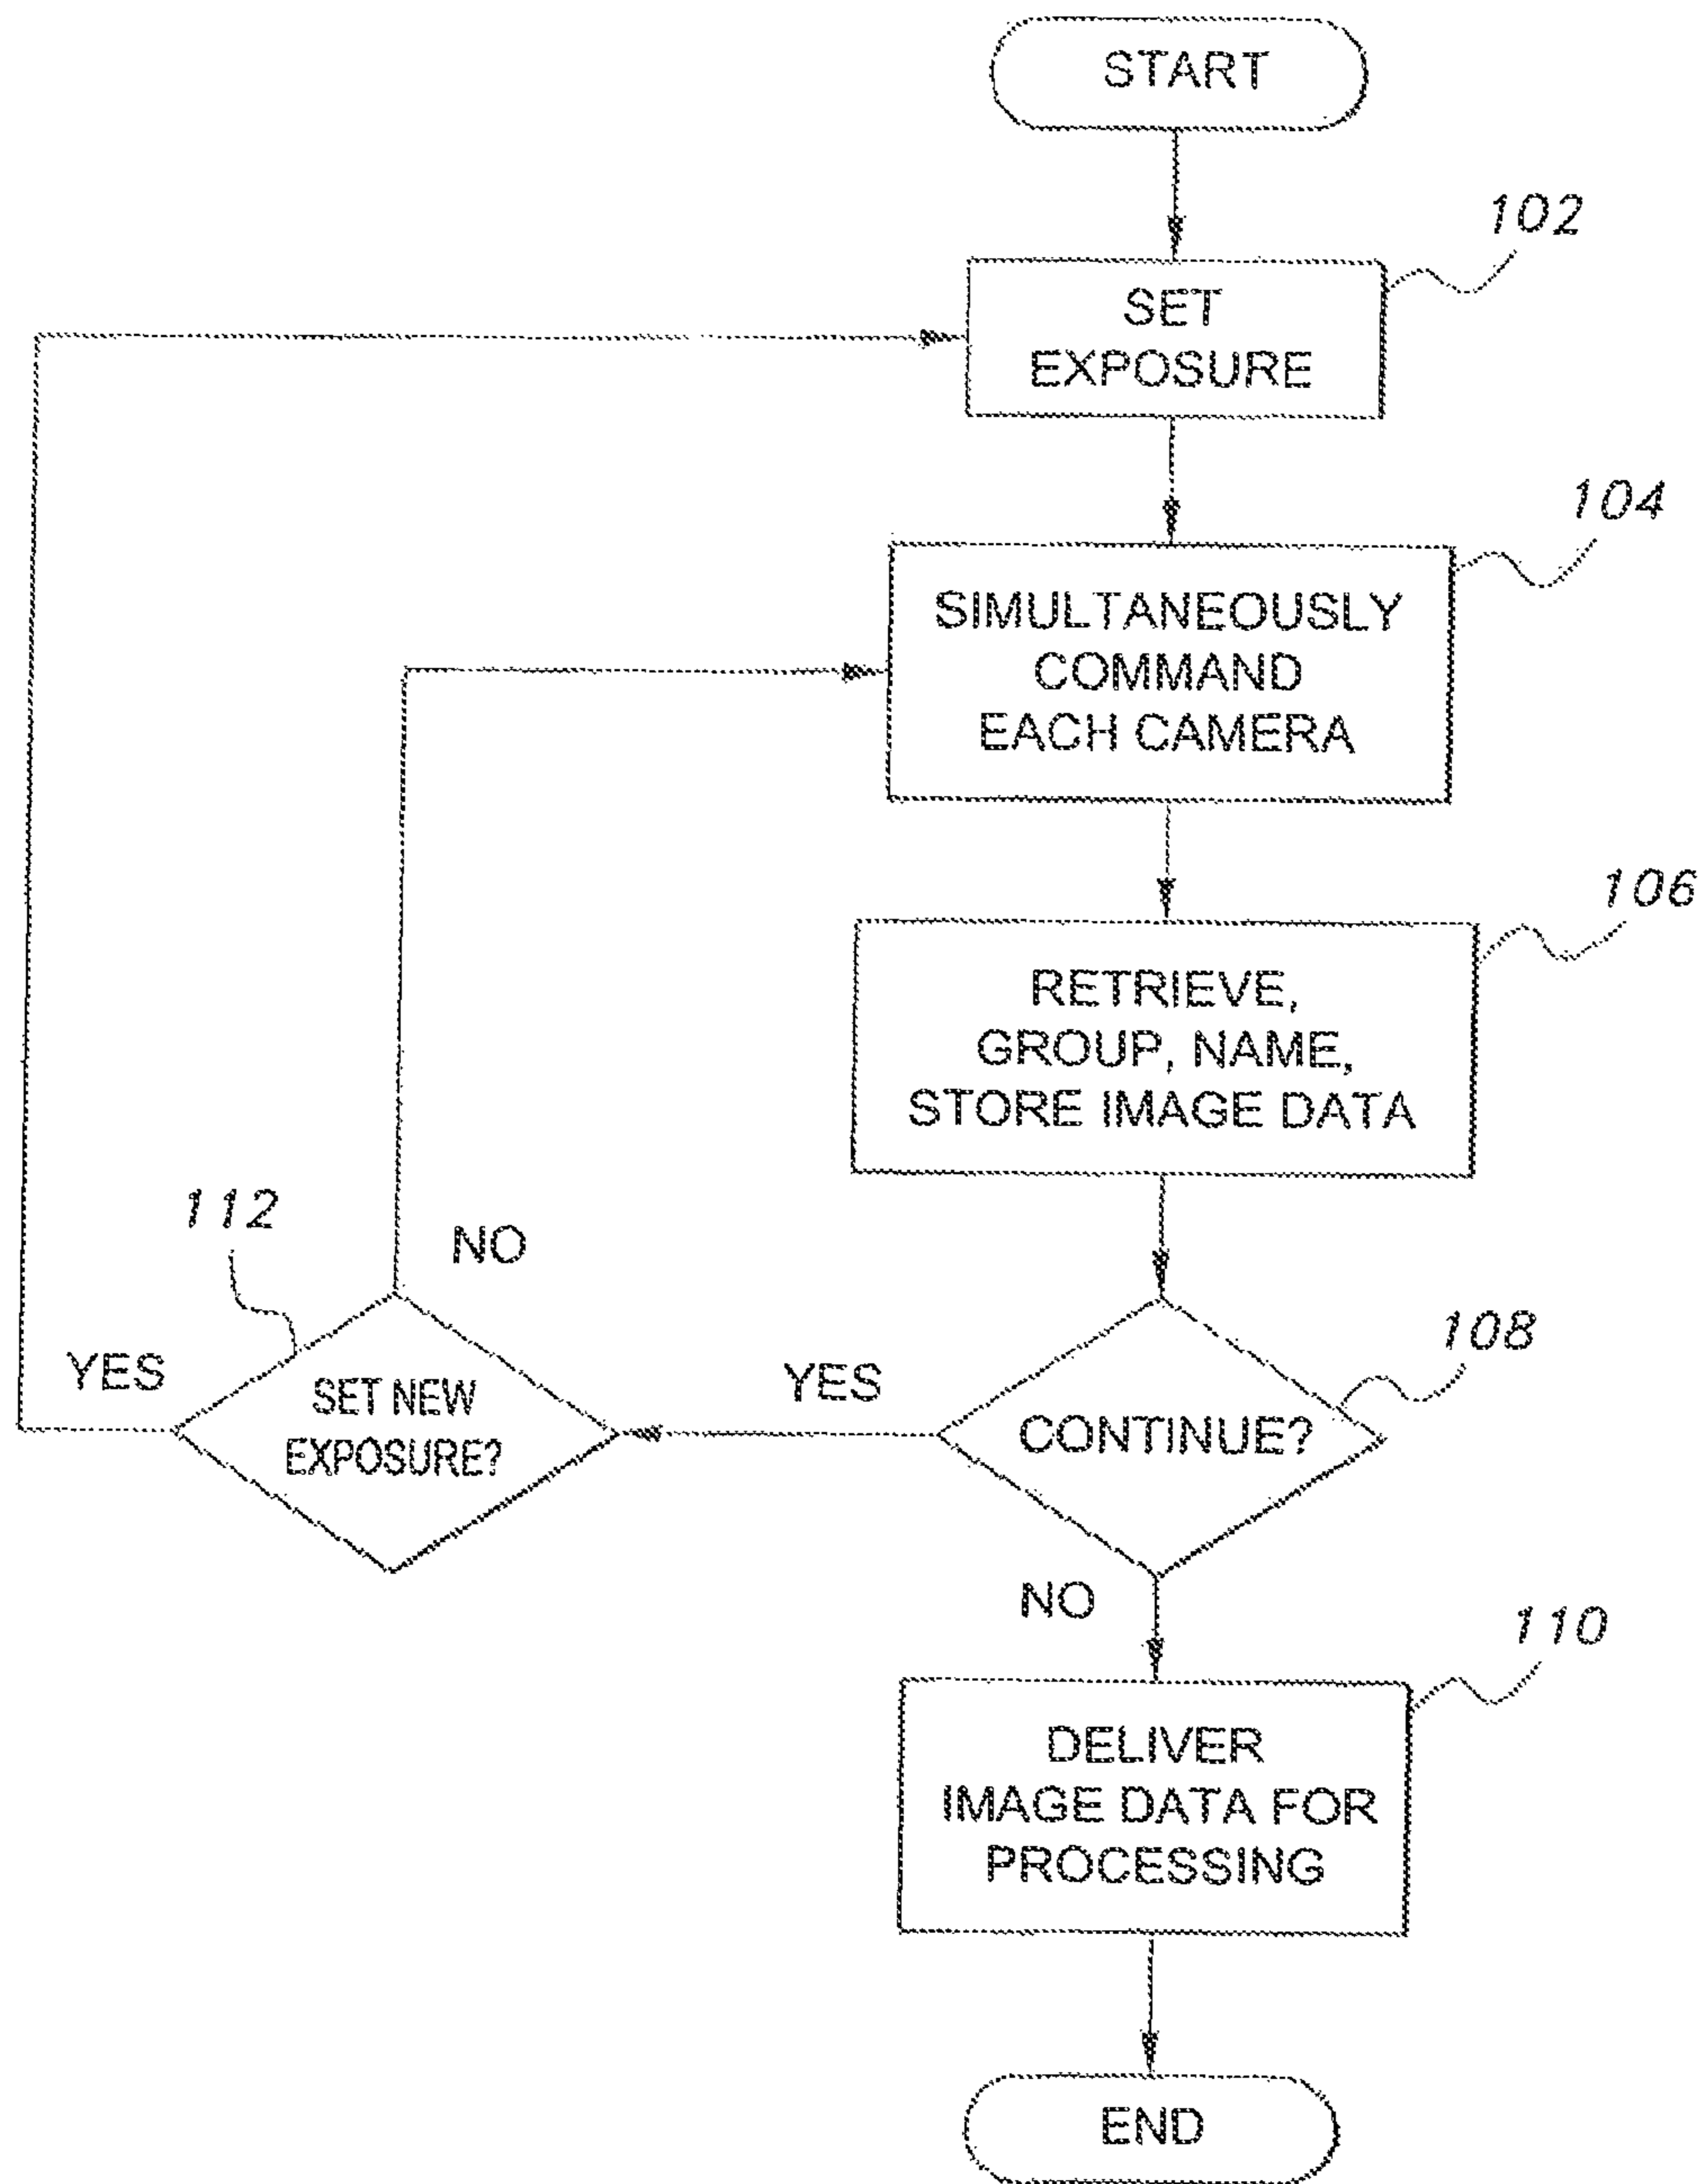 START
102
SET
EXPOSURE
104
SIMULTANEOUSLY
COMMAND
EACH CAMERA
106
RETRIEVE,
GROUP, NAME,
STORE IMAGE DATA
112
NO
108
YES
SET NEW
EXPOSURE?
YES
CONTINUE?
NO
110
DELIVER
IMAGE DATA FOR
PROCESSING
END